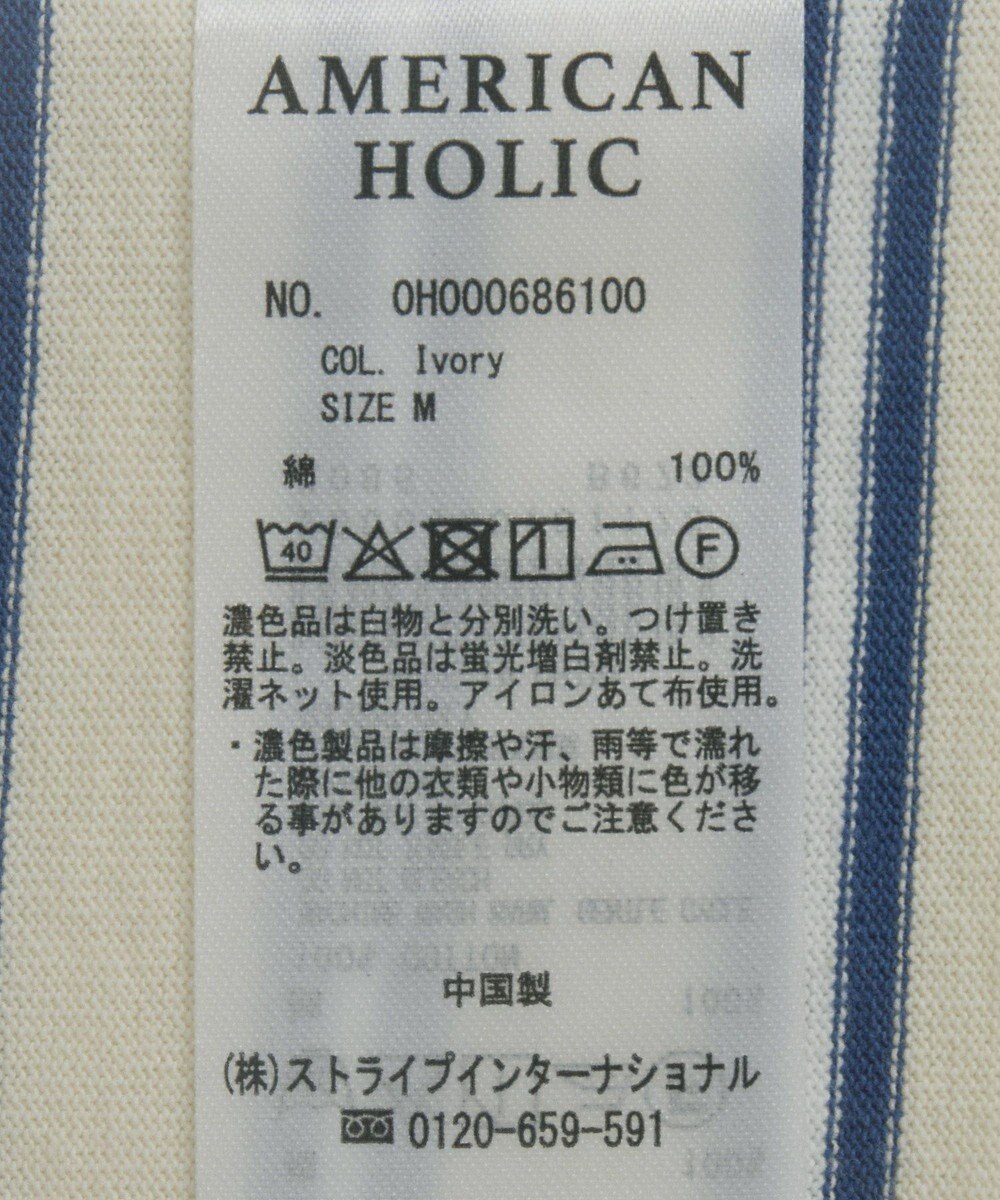 AMERICAN
HOLIC
NO. 0H000686100
COL. Ivory
SIZE M
綿 100%
40 F
濃色品は白物と分別洗い。つけ置き
禁止。淡色品は蛍光増白剤禁止。洗
濯ネット使用。アイロンあて布使用。
・濃色製品は摩擦や汗、雨等で濡れ
た際に他の衣類や小物類に色が移
る事がありますのでご注意くださ
い。
中国製
(株)ストライプインターナショナル
0120-659-591